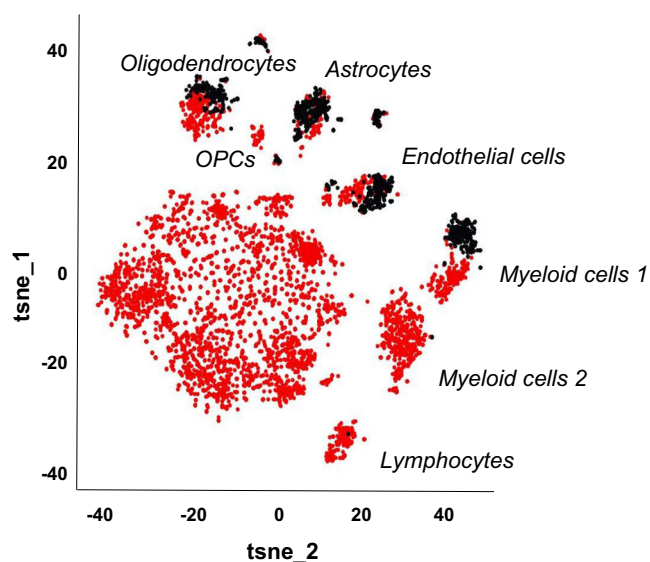 40
Oligodendrocytes
Astrocytes
20
OPCs
Endothelial cells
tsne_1
0
Myeloid cells 1
-20
Myeloid cells 2
Lymphocytes
-40
-40 -20 0 20 40
tsne_2